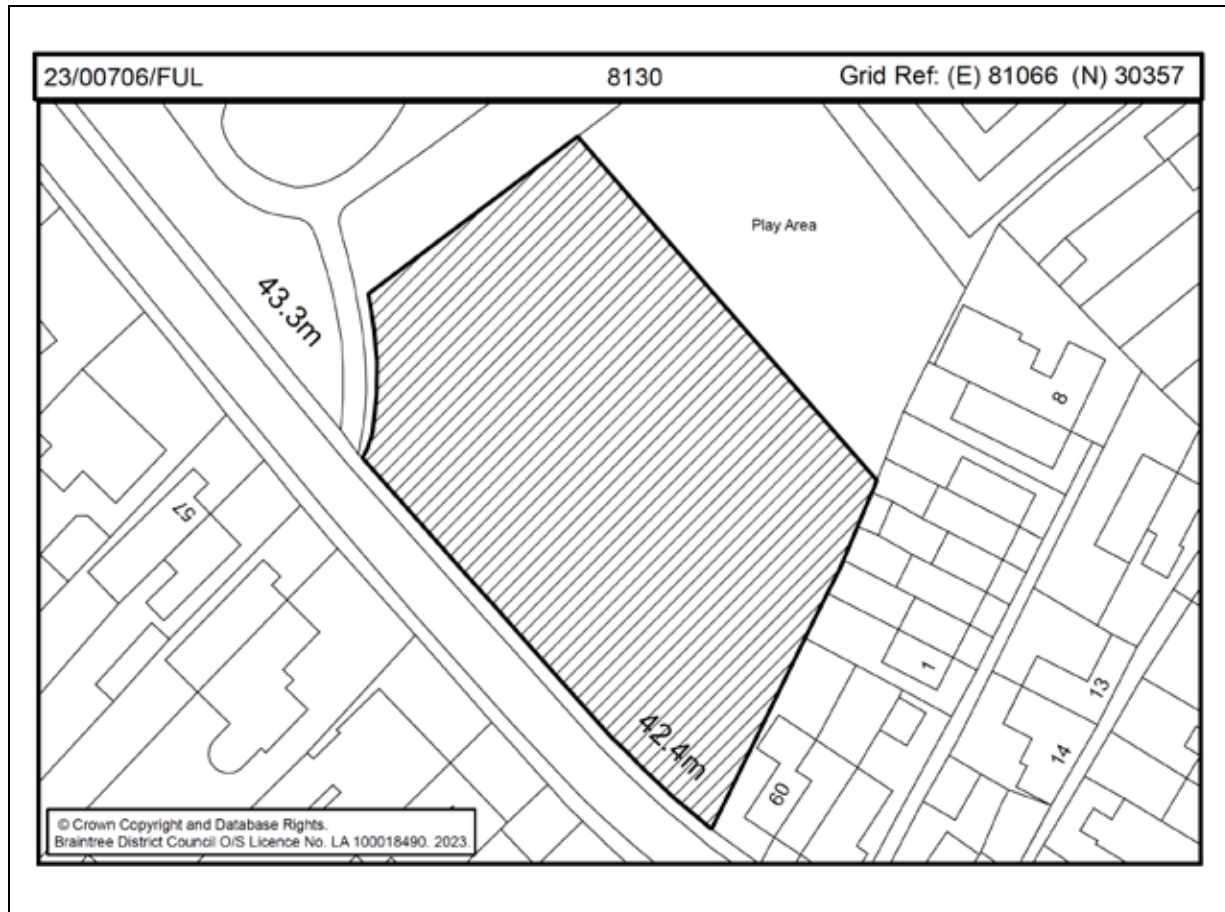 23/00706/FUL 8130 Grid Ref: (E) 81066 (N) 30357
Play Area
43.3m
8
57
1
13
42.4m
14
60
© Crown Copyright and Database Rights.
Braintree District Council O/S Licence No. LA 100018490. 2023.